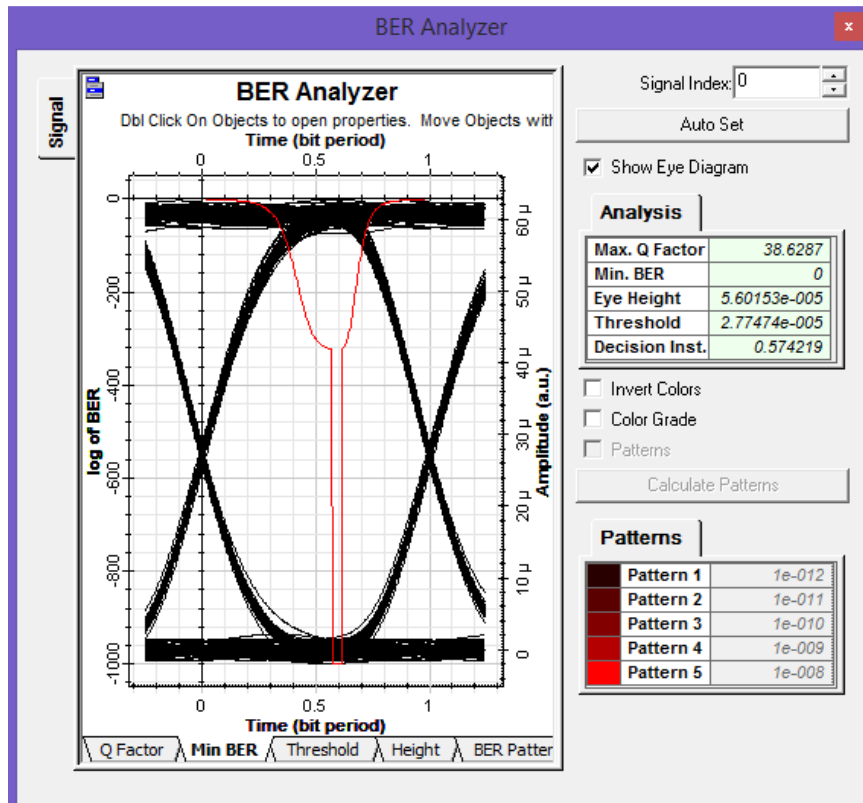 BER Analyzer
x
Signal
BER Analyzer
Dbl Click On Objects to open properties. Move Objects with
Time (bit period)
0 0.5 1
log of BER
0
-200
-400
-600
-800
-1000
Amplitude (a.u.)
60 µ
50 µ
40 µ
30 µ
20 µ
10 µ
0
0 0.5 1
Time (bit period)
Q Factor Min BER Threshold Height BER Patter
Signal Index: 0
Auto Set
Show Eye Diagram
Analysis
Max. Q Factor 38.6287
Min. BER 0
Eye Height 5.60153e-005
Threshold 2.77474e-005
Decision Inst. 0.574219
Invert Colors
Color Grade
Patterns
Calculate Patterns
Patterns
Pattern 1 1e-012
Pattern 2 1e-011
Pattern 3 1e-010
Pattern 4 1e-009
Pattern 5 1e-008